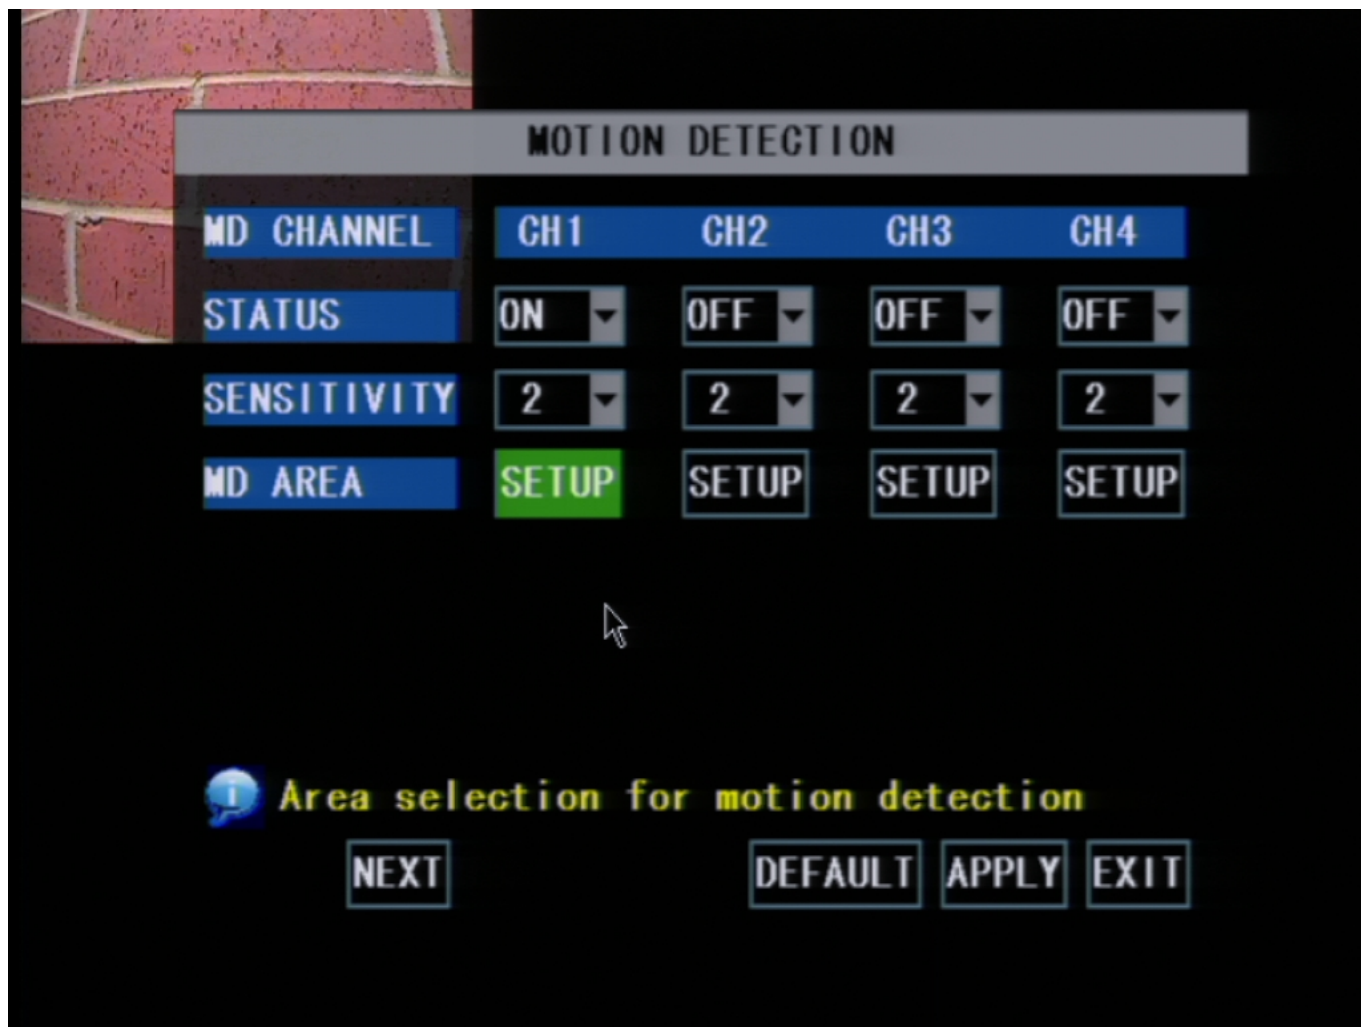 MOTION DETECTION
MD CHANNEL CH1 CH2 CH3 CH4
STATUS ON OFF OFF OFF
SENSITIVITY 2 2 2 2
MD AREA SETUP SETUP SETUP SETUP
i Area selection for motion detection
NEXT DEFAULT APPLY EXIT